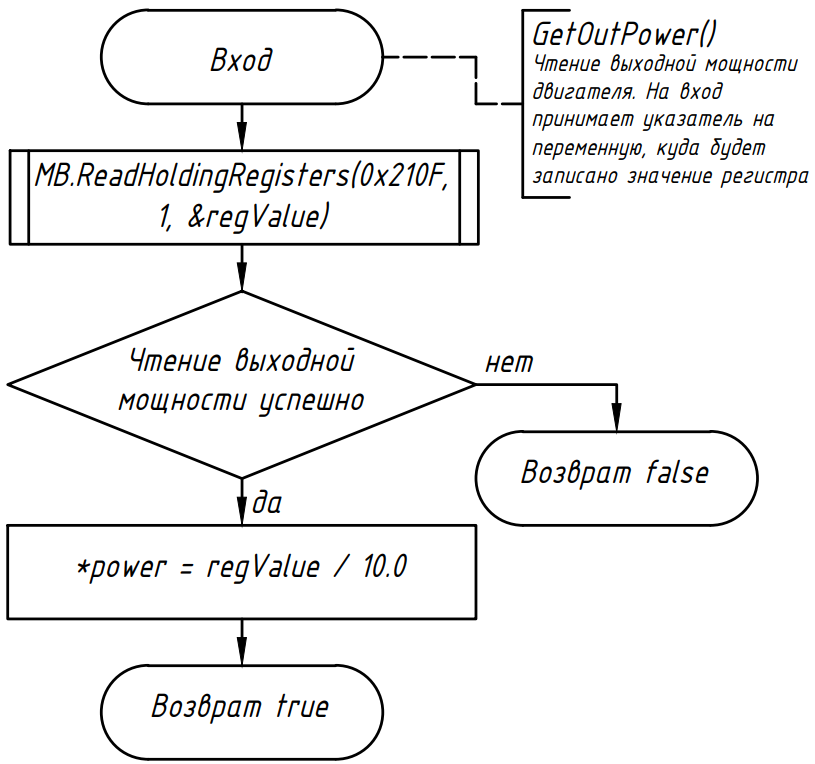 Вход
GetOutPower()
Чтение выходной мощности
двигателя. На вход
принимает указатель на
переменную, куда будет
записано значение регистра
MB.ReadHoldingRegisters(0x210F,
1, &regValue)
Чтение выходной
мощности успешно
нет
Возврат false
да
*power = regValue / 10.0
Возврат true